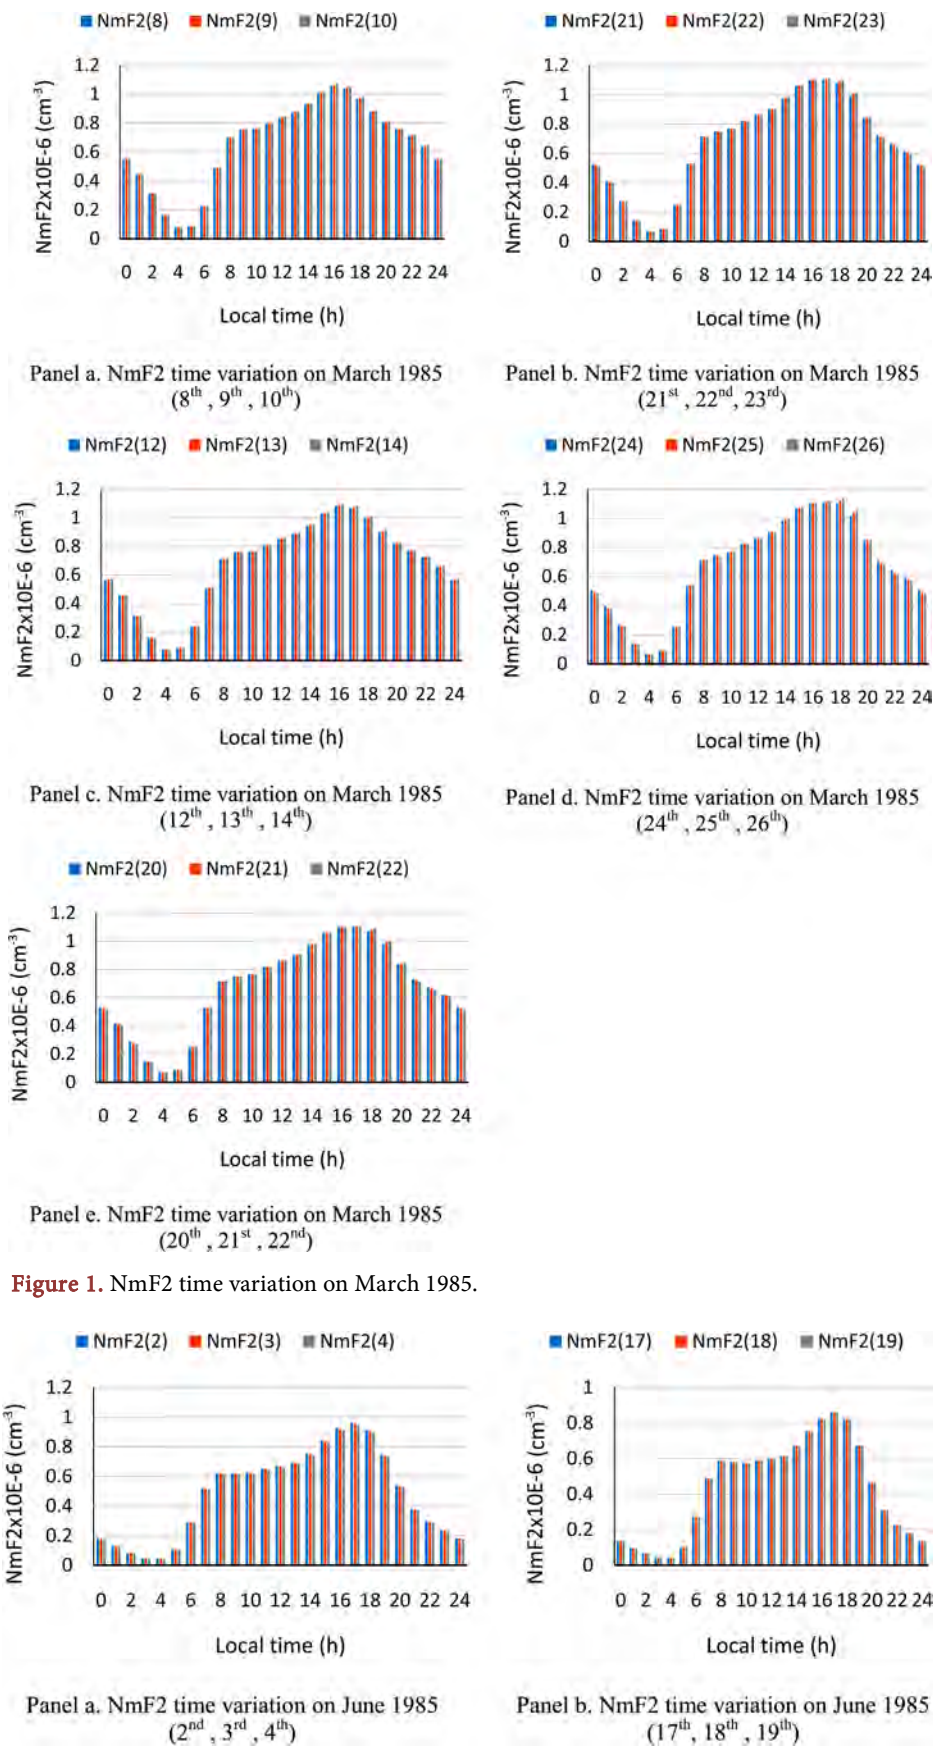 NmF2(8) NmF2(9) NmF2(10)
NmF2x10E-6 (cm-3)
1.2
1
0.8
0.6
0.4
0.2
0
0 2 4 6 8 10 12 14 16 18 20 22 24
Local time (h)
Panel a. NmF2 time variation on March 1985
(8th , 9th , 10th)
NmF2(21) NmF2(22) NmF2(23)
NmF2x10E-6 (cm-3)
1.2
1
0.8
0.6
0.4
0.2
0
0 2 4 6 8 10 12 14 16 18 20 22 24
Local time (h)
Panel b. NmF2 time variation on March 1985
(21st , 22nd, 23rd)
NmF2(12) NmF2(13) NmF2(14)
NmF2x10E-6 (cm-3)
1.2
1
0.8
0.6
0.4
0.2
0
0 2 4 6 8 10 12 14 16 18 20 22 24
Local time (h)
Panel c. NmF2 time variation on March 1985
(12th , 13th , 14th)
NmF2(24) NmF2(25) NmF2(26)
NmF2x10E-6 (cm-3)
1.2
1
0.8
0.6
0.4
0.2
0
0 2 4 6 8 10 12 14 16 18 20 22 24
Local time (h)
Panel d. NmF2 time variation on March 1985
(24th , 25th , 26th)
NmF2(20) NmF2(21) NmF2(22)
NmF2x10E-6 (cm-3)
1.2
1
0.8
0.6
0.4
0.2
0
0 2 4 6 8 10 12 14 16 18 20 22 24
Local time (h)
Panel e. NmF2 time variation on March 1985
(20th , 21st , 22nd)
Figure 1. NmF2 time variation on March 1985.
NmF2(2) NmF2(3) NmF2(4)
NmF2x10E-6 (cm-3)
1.2
1
0.8
0.6
0.4
0.2
0
0 2 4 6 8 10 12 14 16 18 20 22 24
Local time (h)
Panel a. NmF2 time variation on June 1985
(2nd , 3rd , 4th)
NmF2(17) NmF2(18) NmF2(19)
NmF2x10E-6 (cm-3)
1
0.8
0.6
0.4
0.2
0
0 2 4 6 8 10 12 14 16 18 20 22 24
Local time (h)
Panel b. NmF2 time variation on June 1985
(17th, 18th , 19th)